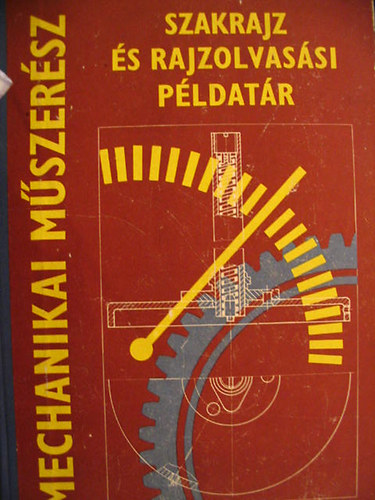 SZAKRAJZ
ÉS RAJZOLVASÁSI
PÉLDATÁR
MECHANIKAI MŰSZERÉSZ